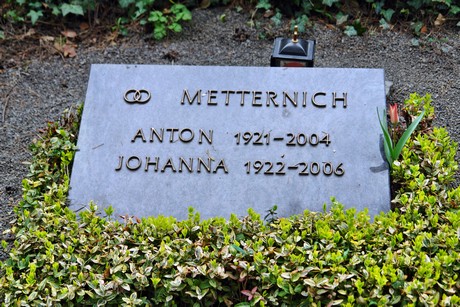 METTERNICH
ANTON 1921-2004
JOHANNA 1922-2006